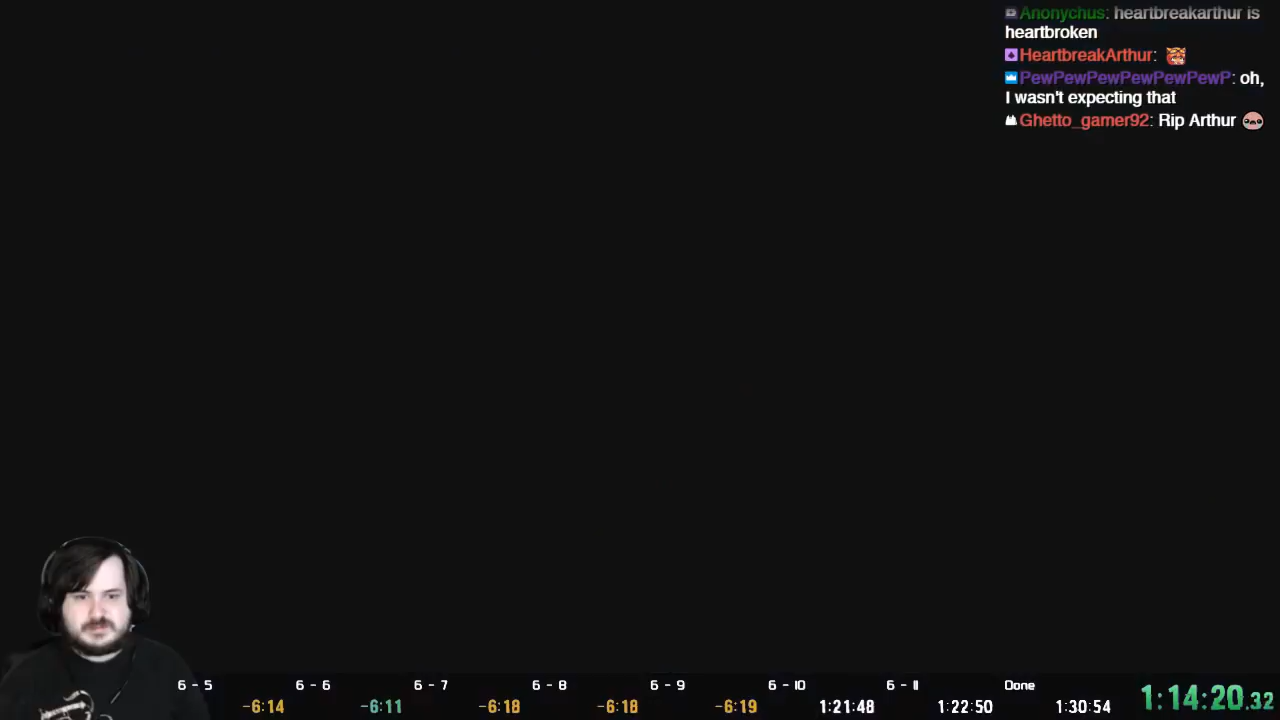 Anonychus: heartbreakarthur is
heartbroken
HeartbreakArthur:
PewPewPewPewPewPewP: oh,
I wasn't expecting that
Ghetto_gamer92: Rip Arthur
6 - 5 6 - 6 6 - 7 6 - 8 6 - 9 6 - 10 6 - 11 Done
-6:14 -6:11 -6:18 -6:18 -6:19 1:21:48 1:22:50 1:30:54 1:14:20.32